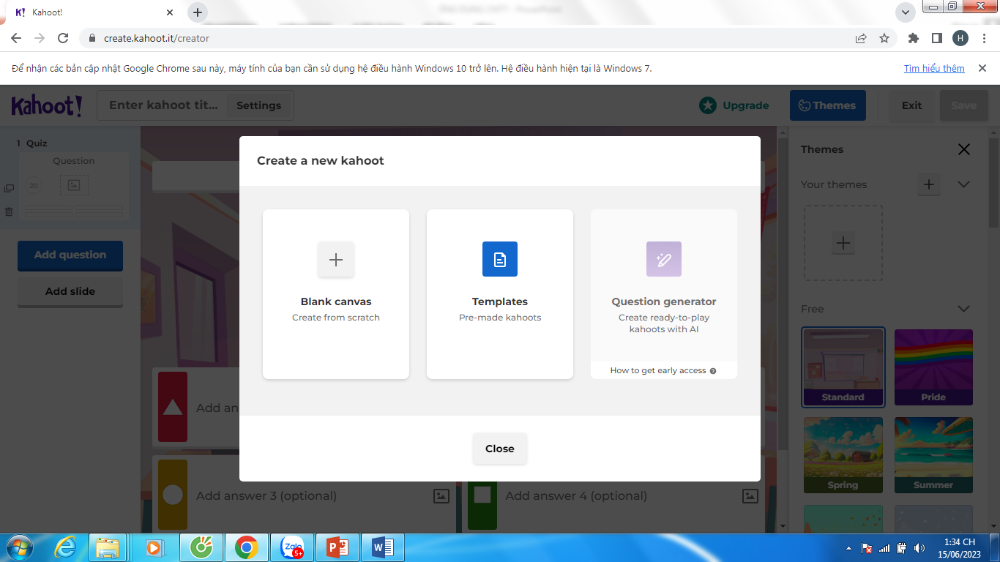 Kahoot!
create.kahoot.it/creator
H
Để nhận các bản cập nhật Google Chrome sau này, máy tính của bạn cần sử dụng hệ điều hành Windows 10 trở lên. Hệ điều hành hiện tại là Windows 7.
Tìm hiểu thêm
Kahoot!
Enter kahoot tit...
Settings
Upgrade
Themes
Exit
Save
1 Quiz
Question
20
Add question
Add slide
Create a new kahoot
Blank canvas
Create from scratch
Templates
Pre-made kahoots
Question generator
Create ready-to-play
kahoots with AI
How to get early access
Close
Add an
Add answer 3 (optional)
Add answer 4 (optional)
Themes
Your themes
Free
Standard
Pride
Spring
Summer
Zalo
5+
1:34 CH
15/06/2023